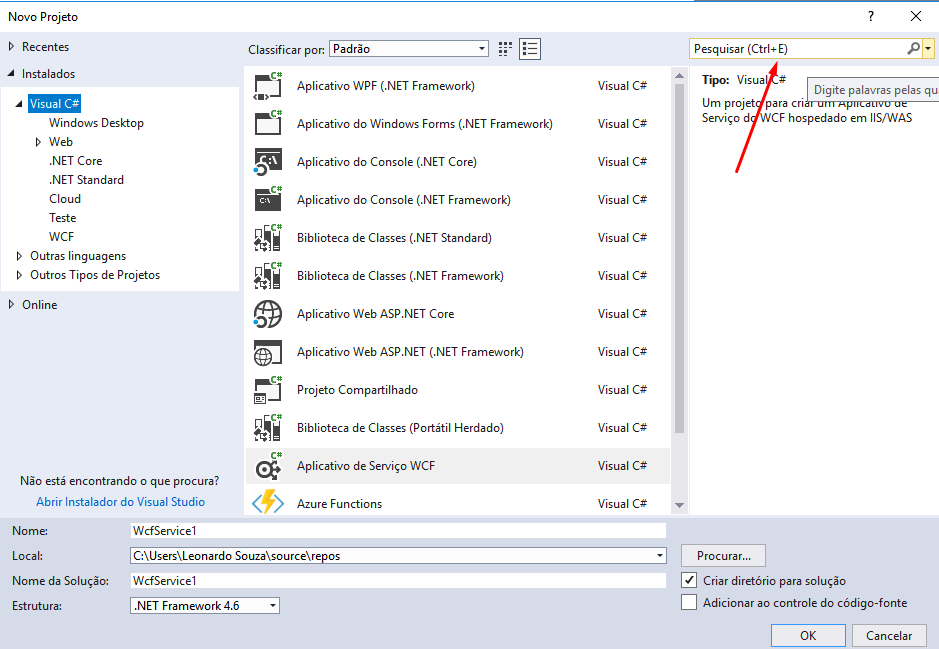 Novo Projeto
?
Recentes
Instalados
Visual C#
Windows Desktop
Web
.NET Core
.NET Standard
Cloud
Teste
WCF
Outras linguagens
Outros Tipos de Projetos
Online
Não está encontrando o que procura?
Abrir Instalador do Visual Studio
Classificar por: Padrão
Aplicativo WPF (.NET Framework) Visual C#
Aplicativo do Windows Forms (.NET Framework) Visual C#
Aplicativo do Console (.NET Core) Visual C#
Aplicativo do Console (.NET Framework) Visual C#
Biblioteca de Classes (.NET Standard) Visual C#
Biblioteca de Classes (.NET Framework) Visual C#
Aplicativo Web ASP.NET Core Visual C#
Aplicativo Web ASP.NET (.NET Framework) Visual C#
Projeto Compartilhado Visual C#
Biblioteca de Classes (Portátil Herdado) Visual C#
Aplicativo de Serviço WCF Visual C#
Azure Functions Visual C#
Pesquisar (Ctrl+E)
Tipo: Visual C#
Digite palavras pelas qua
Um projeto para criar um Aplicativo de
Serviço do WCF hospedado em IIS/WAS
Nome: WcfService1
Local: C:\Users\Leonardo Souza\source\repos
Procurar...
Nome da Solução: WcfService1
Criar diretório para solução
Estrutura: .NET Framework 4.6
Adicionar ao controle do código-fonte
OK
Cancelar